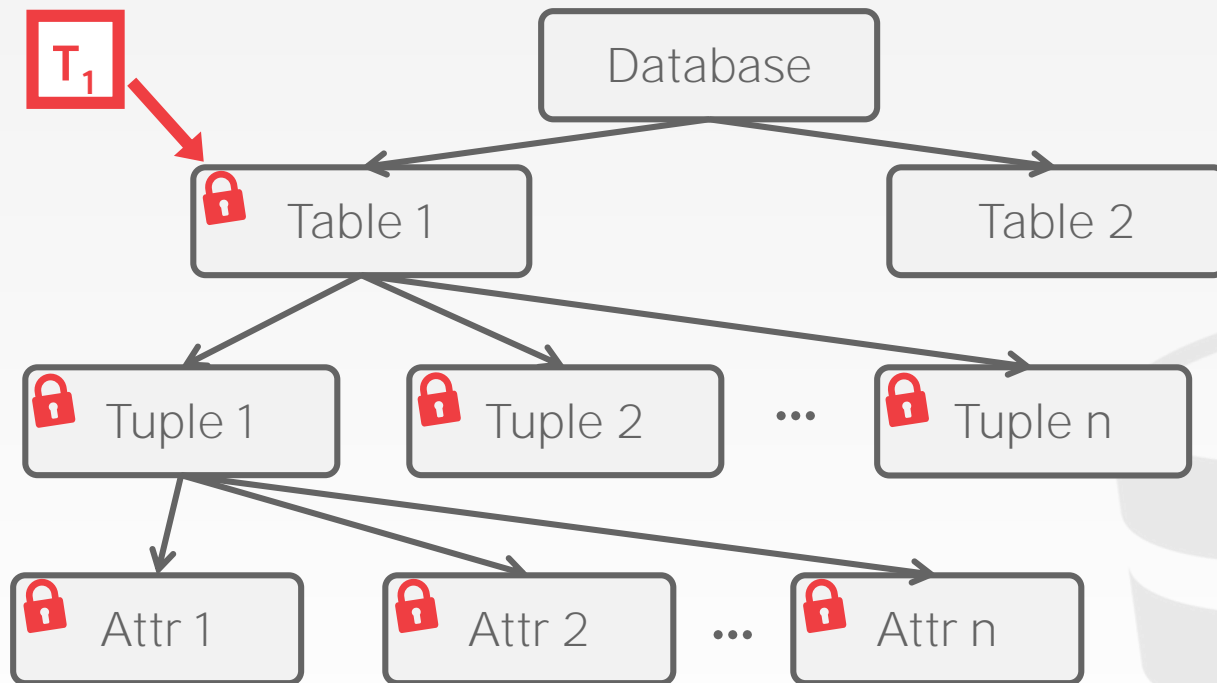 T₁
Database
Table 1
Table 2
Tuple 1
Tuple 2
...
Tuple n
Attr 1
Attr 2
...
Attr n